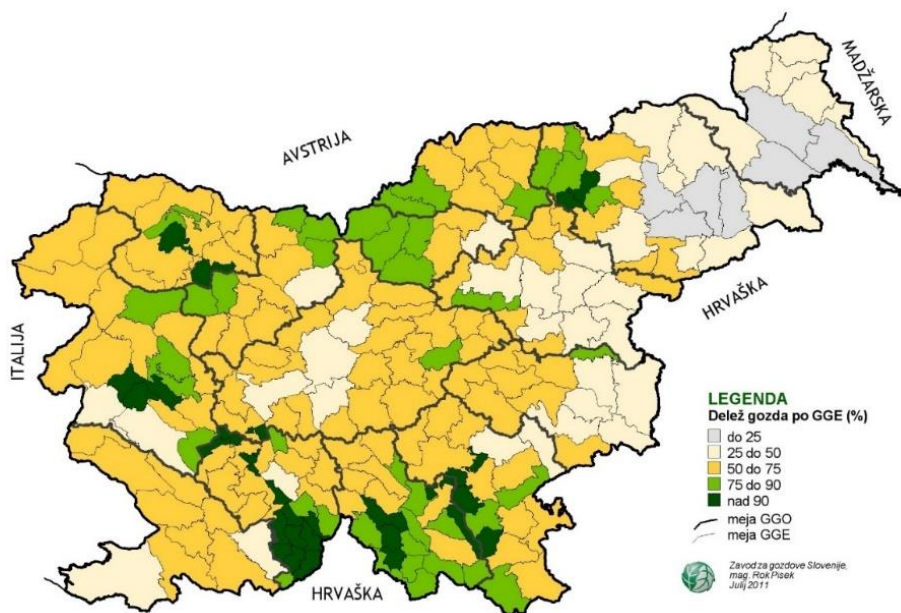 MADŽARSKA
AVSTRIJA
HRVAŠKA
ITALIJA
LEGENDA
Delež gozda po GGE (%)
do 25
25 do 50
50 do 75
75 do 90
nad 90
meja GGO
meja GGE
Zavod za gozdove Slovenije,
mag. Rok Pisek
Julij 2011
HRVAŠKA